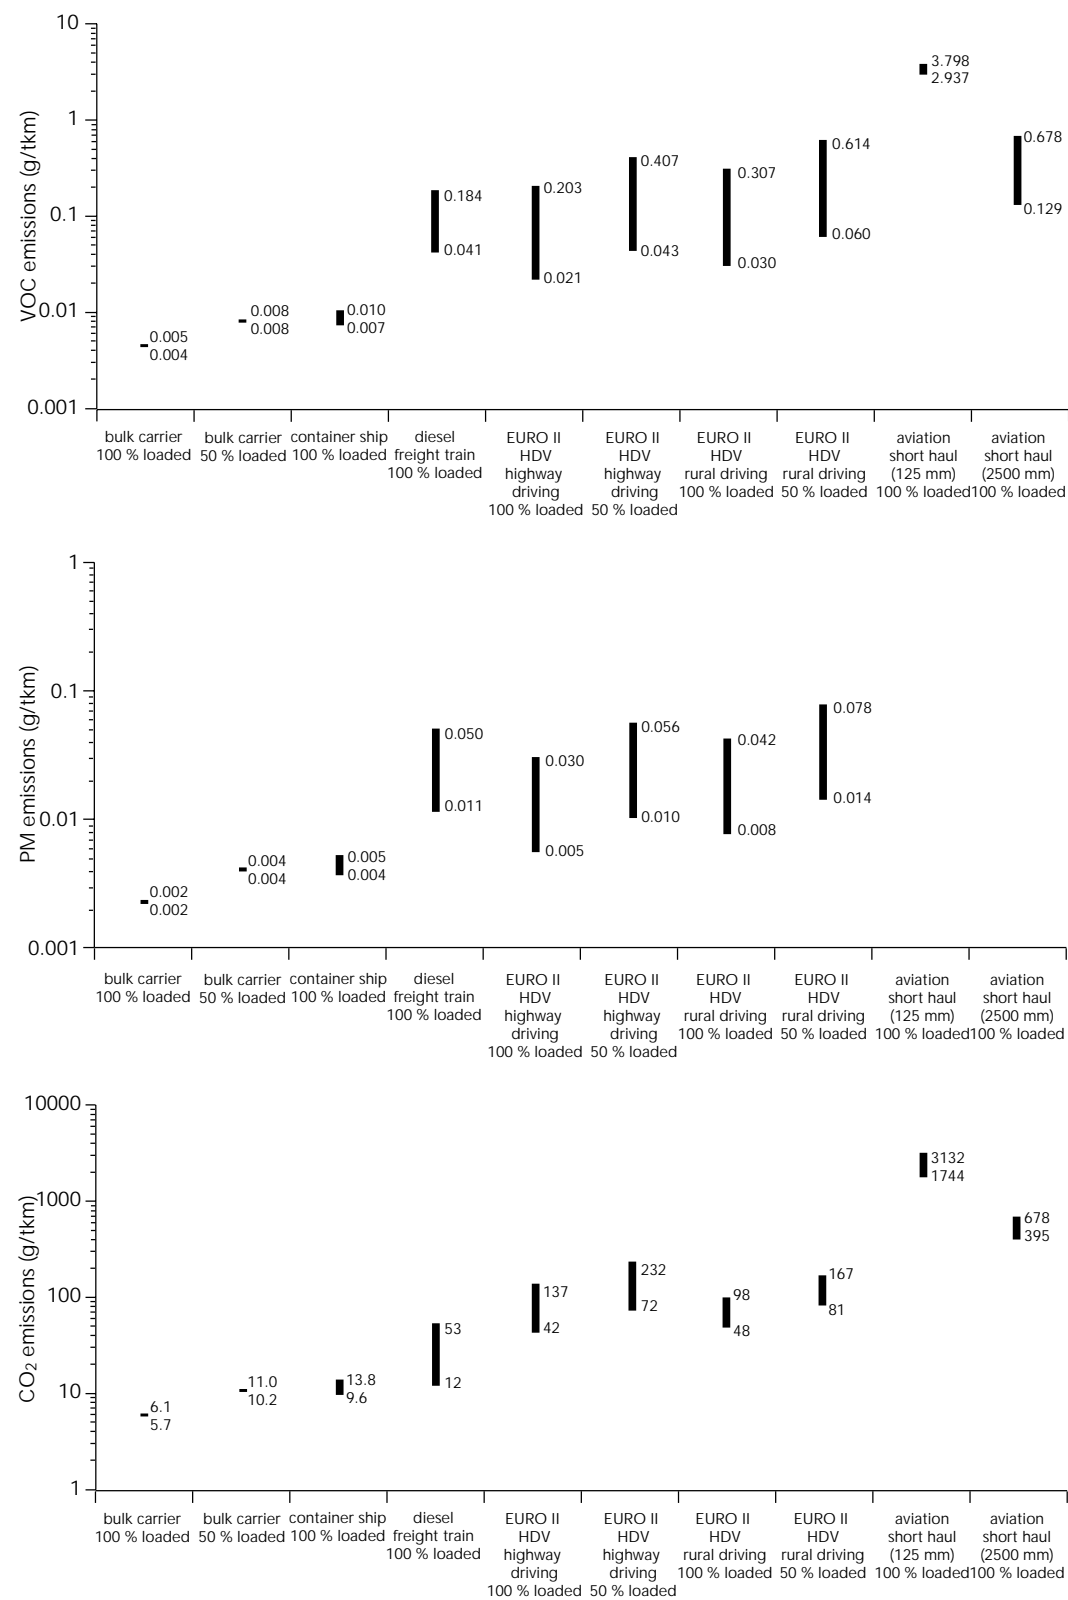 10
1
0.1
0.01
0.001
VOC emissions (g/tkm)
0.005
0.004
0.008
0.008
0.010
0.007
0.184
0.041
0.203
0.021
0.407
0.043
0.307
0.030
0.614
0.060
3.798
2.937
0.678
0.129
bulk carrier
100 % loaded
bulk carrier
50 % loaded
container ship
100 % loaded
diesel
freight train
100 % loaded
EURO II
HDV
highway
driving
100 % loaded
EURO II
HDV
highway
driving
50 % loaded
EURO II
HDV
rural driving
100 % loaded
EURO II
HDV
rural driving
50 % loaded
aviation
short haul
(125 mm)
100 % loaded
aviation
short haul
(2500 mm)
100 % loaded
1
0.1
0.01
0.001
PM emissions (g/tkm)
0.002
0.002
0.004
0.004
0.005
0.004
0.050
0.011
0.030
0.005
0.056
0.010
0.042
0.008
0.078
0.014
bulk carrier
100 % loaded
bulk carrier
50 % loaded
container ship
100 % loaded
diesel
freight train
100 % loaded
EURO II
HDV
highway
driving
100 % loaded
EURO II
HDV
highway
driving
50 % loaded
EURO II
HDV
rural driving
100 % loaded
EURO II
HDV
rural driving
50 % loaded
aviation
short haul
(125 mm)
100 % loaded
aviation
short haul
(2500 mm)
100 % loaded
10000
1000
100
10
1
CO2 emissions (g/tkm)
6.1
5.7
11.0
10.2
13.8
9.6
53
12
137
42
232
72
98
48
167
81
3132
1744
678
395
bulk carrier
100 % loaded
bulk carrier
50 % loaded
container ship
100 % loaded
diesel
freight train
100 % loaded
EURO II
HDV
highway
driving
100 % loaded
EURO II
HDV
highway
driving
50 % loaded
EURO II
HDV
rural driving
100 % loaded
EURO II
HDV
rural driving
50 % loaded
aviation
short haul
(125 mm)
100 % loaded
aviation
short haul
(2500 mm)
100 % loaded